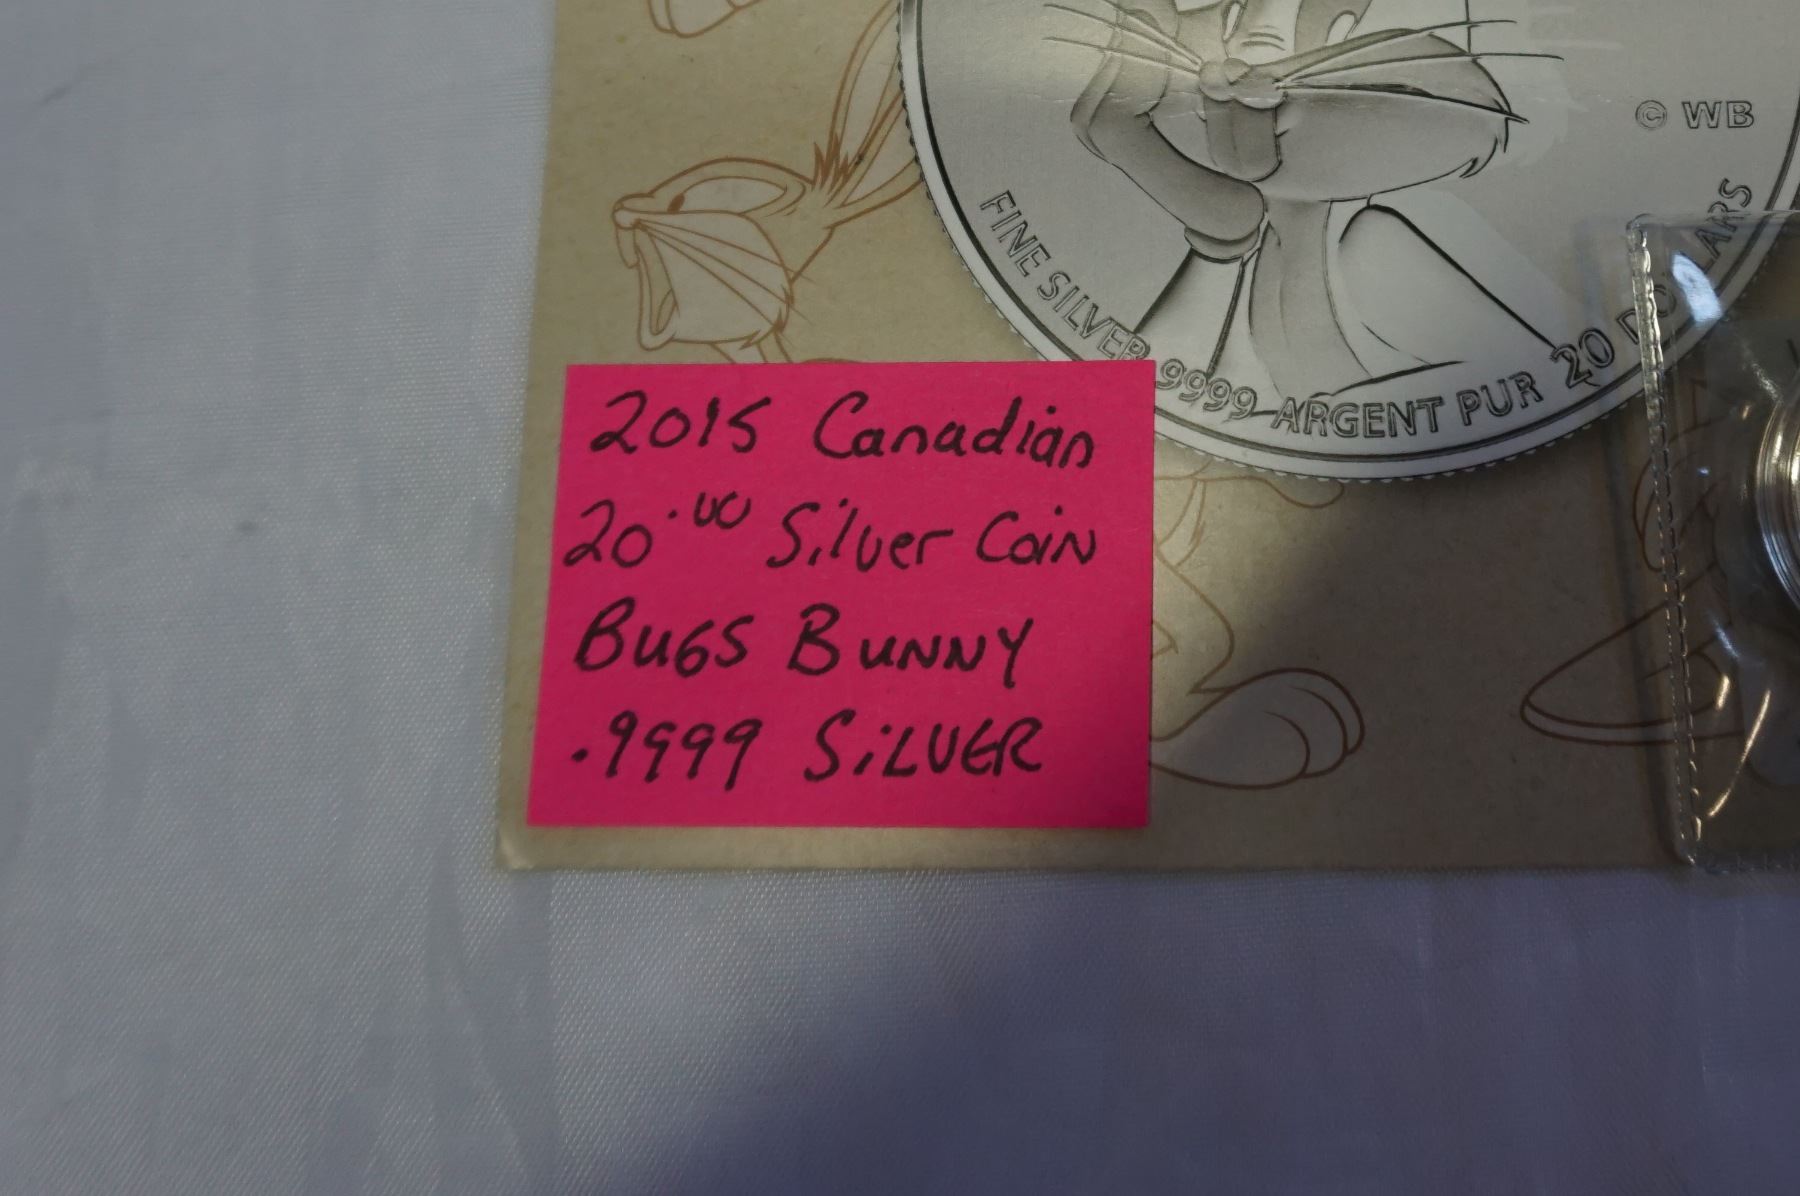 © WB
FINE SILVER 9999 ARGENT PUR 20 DOLLARS
2015 Canadian
20.00 Silver Coin
BUGS BUNNY
.9999 SiLVER